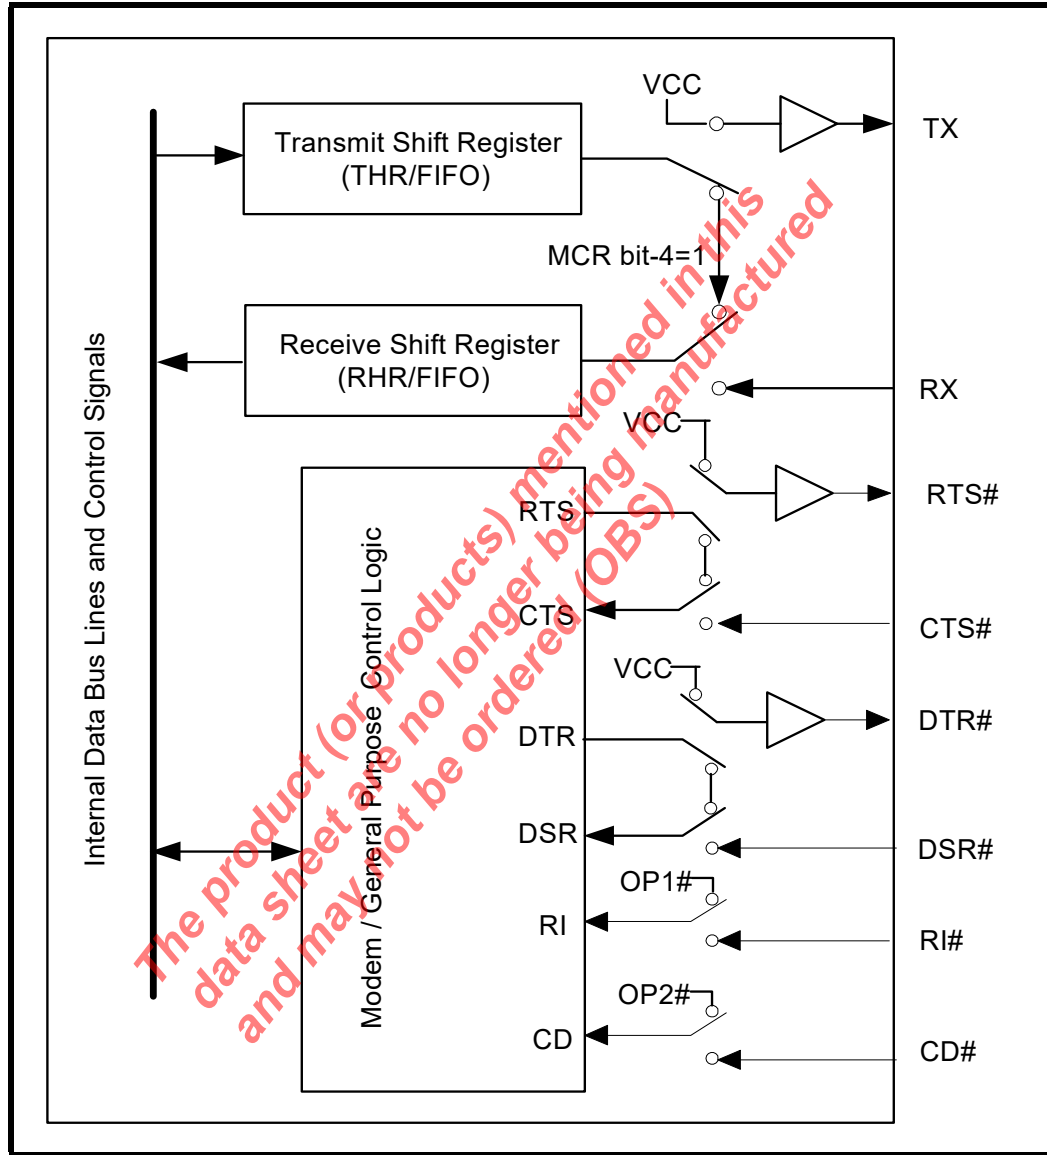 VCC
TX
Transmit Shift Register
(THR/FIFO)
MCR bit-4=1
Receive Shift Register
(RHR/FIFO)
RX
VCC
RTS#
RTS
CTS
CTS#
VCC
DTR#
DTR
DSR
DSR#
OP1#
RI
RI#
OP2#
CD
CD#
Internal Data Bus Lines and Control Signals
Modem / General Purpose Control Logic
The product (or products) mentioned in this
data sheet are no longer being manufactured
and may not be ordered (OBS)